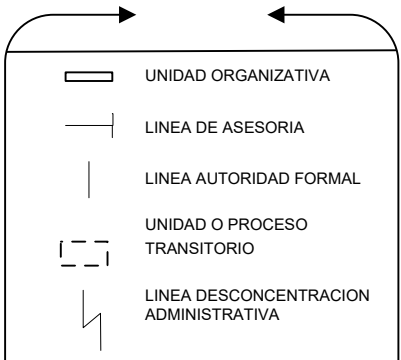 UNIDAD ORGANIZATIVA
LINEA DE ASESORIA
LINEA AUTORIDAD FORMAL
UNIDAD O PROCESO
TRANSITORIO
LINEA DESCONCENTRACION
ADMINISTRATIVA